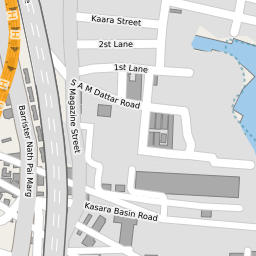 Kaara Street
2nd Lane
1st Lane
S A M Dattar Road
S Magazine Street
Barrister Nath Pai Marg
Kasara Basin Road